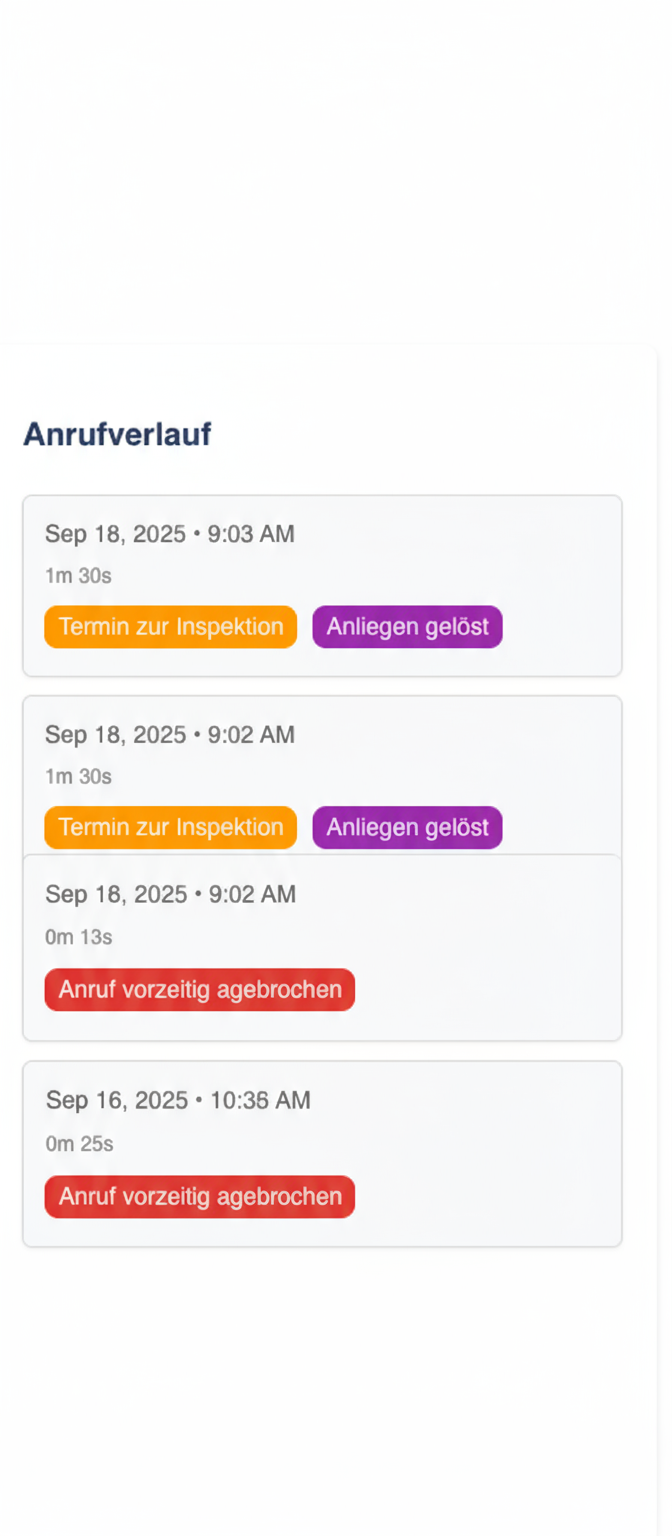 Anrufverlauf
Sep 18, 2025 • 9:03 AM
1m 30s
Termin zur Inspektion Anliegen gelöst
Sep 18, 2025 • 9:02 AM
1m 30s
Termin zur Inspektion Anliegen gelöst
Sep 18, 2025 • 9:02 AM
0m 13s
Anruf vorzeitig agebrochen
Sep 16, 2025 • 10:36 AM
0m 25s
Anruf vorzeitig agebrochen